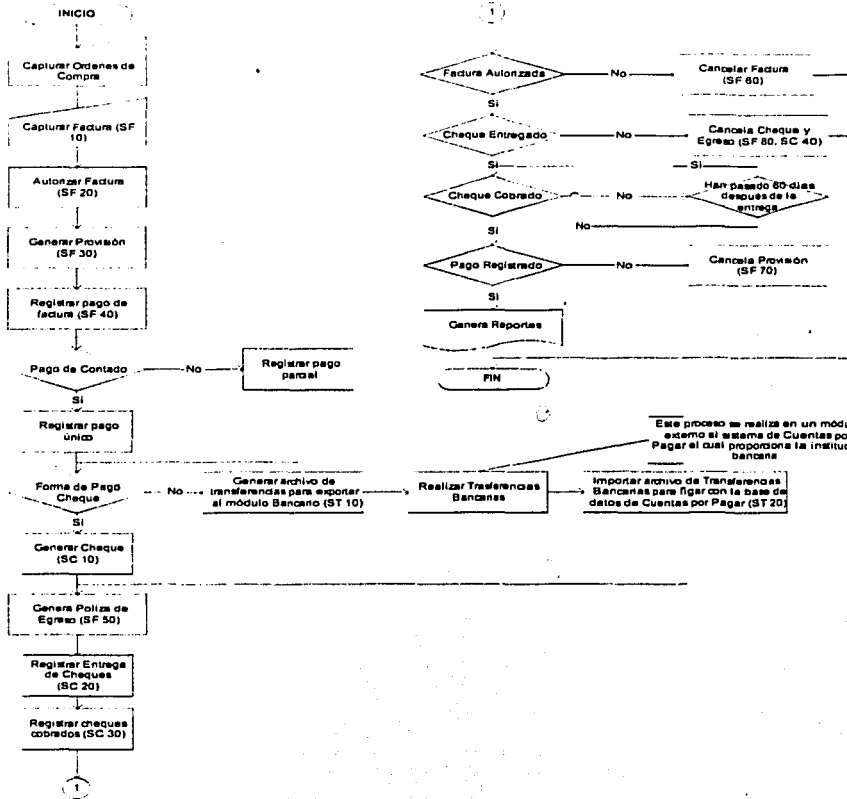 INICIO
Capturar Ordenes de
Compra
Capturar Factura (SF
10)
Autorizar Factura
(SF 20)
Generar Provisión
(SF 30)
Registrar pago de
factura (SF 40)
Pago de Contado
No
Registrar pago
parcial
Si
Registrar pago
único
Forma de Pago
Cheque
No
Generar archivo de
transferencias para exportar
al módulo Bancario (ST 10)
Realizar Trasferencias
Bancarias
Importar archivo de Transferencias
Bancarias para figar con la base de
datos de Cuentas por Pagar (ST 20)
Este proceso se realiza en un módu
externo al sistema de Cuentas po
Pagar el cual proporciona la instituc
bancaria
Si
Generar Cheque
(SC 10)
Genera Poliza de
Egreso (SF 50)
Registrar Entrega
de Cheques
(SC 20)
Registrar cheques
cobrados (SC 30)
1
1
Factura Autorizada
No
Cancelar Factura
(SF 60)
Si
Cheque Entregado
No
Cancela Cheque y
Egreso (SF 80, SC 40)
Si
Si
Cheque Cobrado
No
Han pasado 60 días
después de la
entrega
No
Si
Pago Registrado
No
Cancela Provisión
(SF 70)
Si
Genera Reportes
FIN